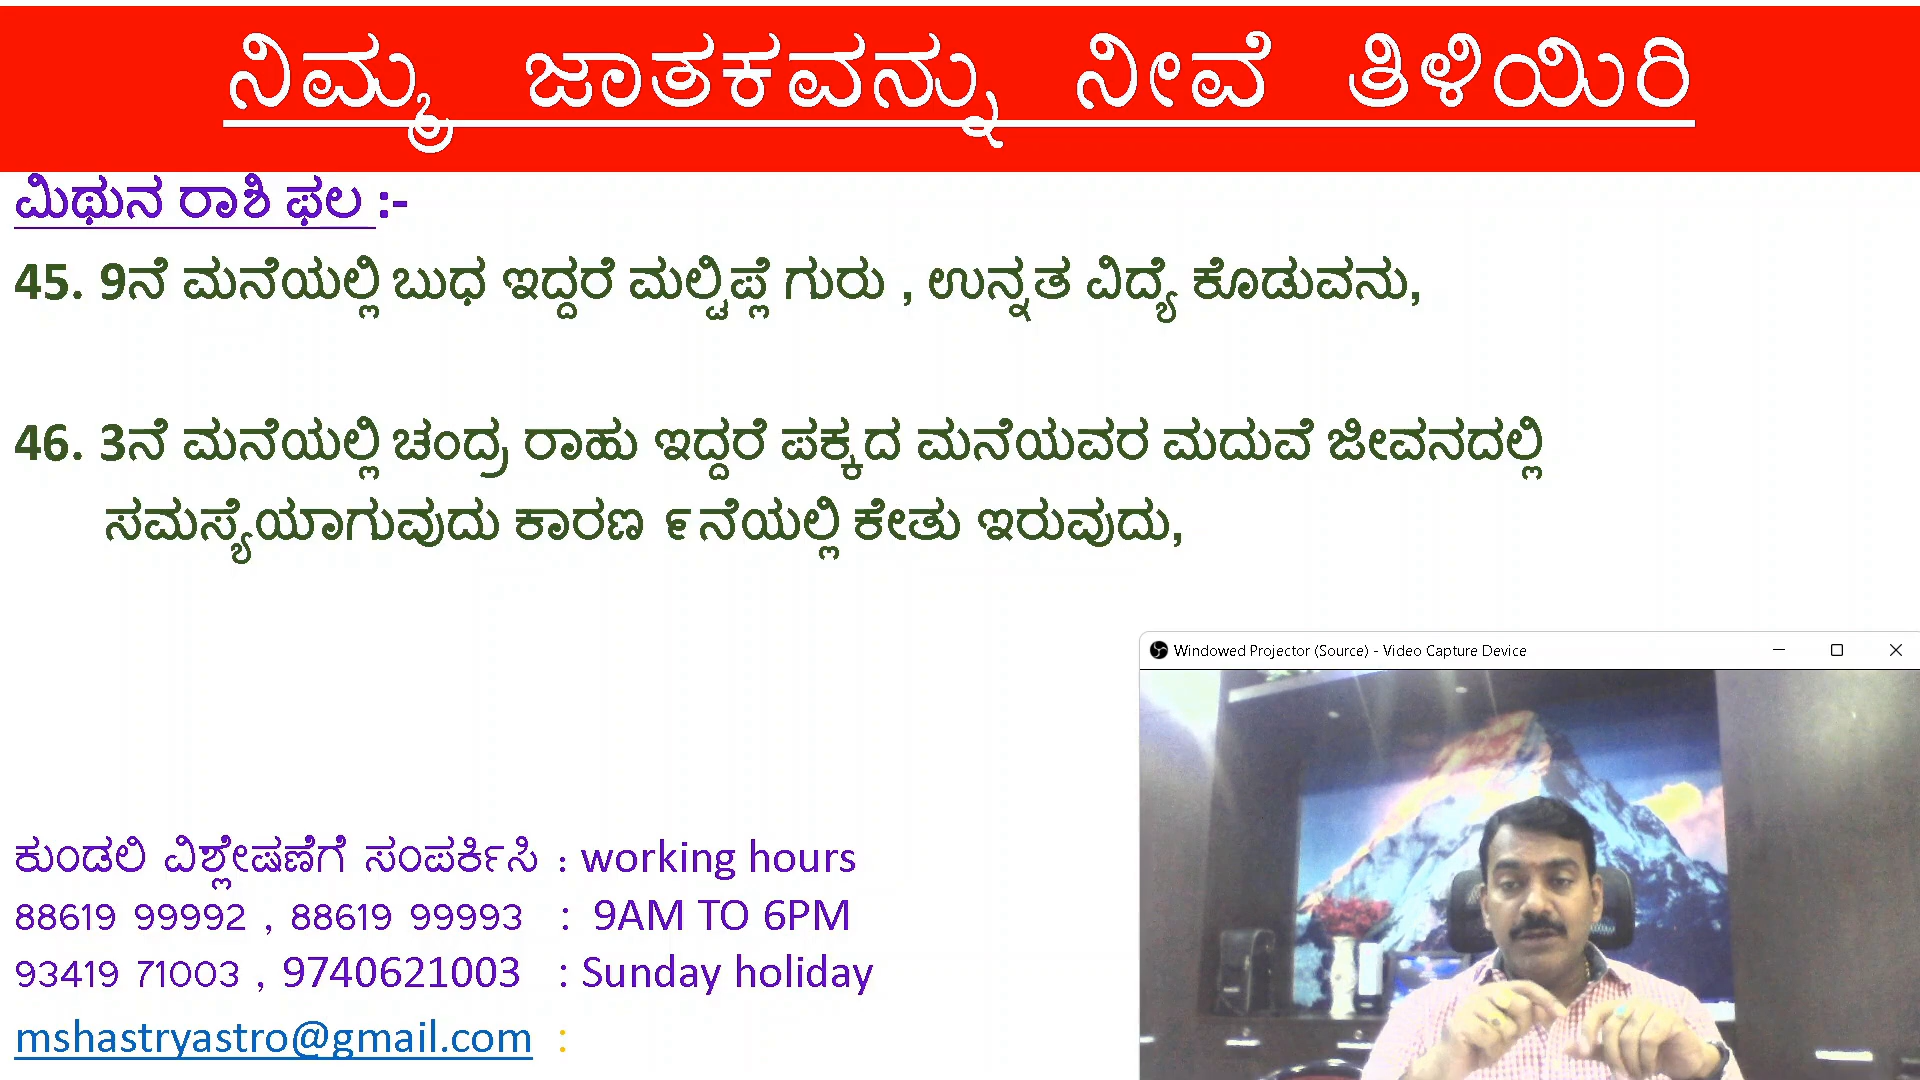 ನಿಮ್ಮ ಜಾತಕವನ್ನು ನೀವೆ ತಿಳಿಯಿರಿ
ಮಿಥುನ ರಾಶಿ ಫಲ :-
45. 9ನೆ ಮನೆಯಲ್ಲಿ ಬುಧ ಇದ್ದರೆ ಮಲ್ಟಿಪ್ಲೆ ಗುರು , ಉನ್ನತ ವಿದ್ಯೆ ಕೊಡುವನು,
46. 3ನೆ ಮನೆಯಲ್ಲಿ ಚಂದ್ರ ರಾಹು ಇದ್ದರೆ ಪಕ್ಕದ ಮನೆಯವರ ಮದುವೆ ಜೀವನದಲ್ಲಿ
ಸಮಸ್ಯೆಯಾಗುವುದು ಕಾರಣ ೯ನೆಯಲ್ಲಿ ಕೇತು ಇರುವುದು,
Windowed Projector (Source) - Video Capture Device
ಕುಂಡಲಿ ವಿಶ್ಲೇಷಣೆಗೆ ಸಂಪರ್ಕಿಸಿ : working hours
88619 99992 , 88619 99993 : 9AM TO 6PM
93419 71003 , 9740621003 : Sunday holiday
mshastryastro@gmail.com :